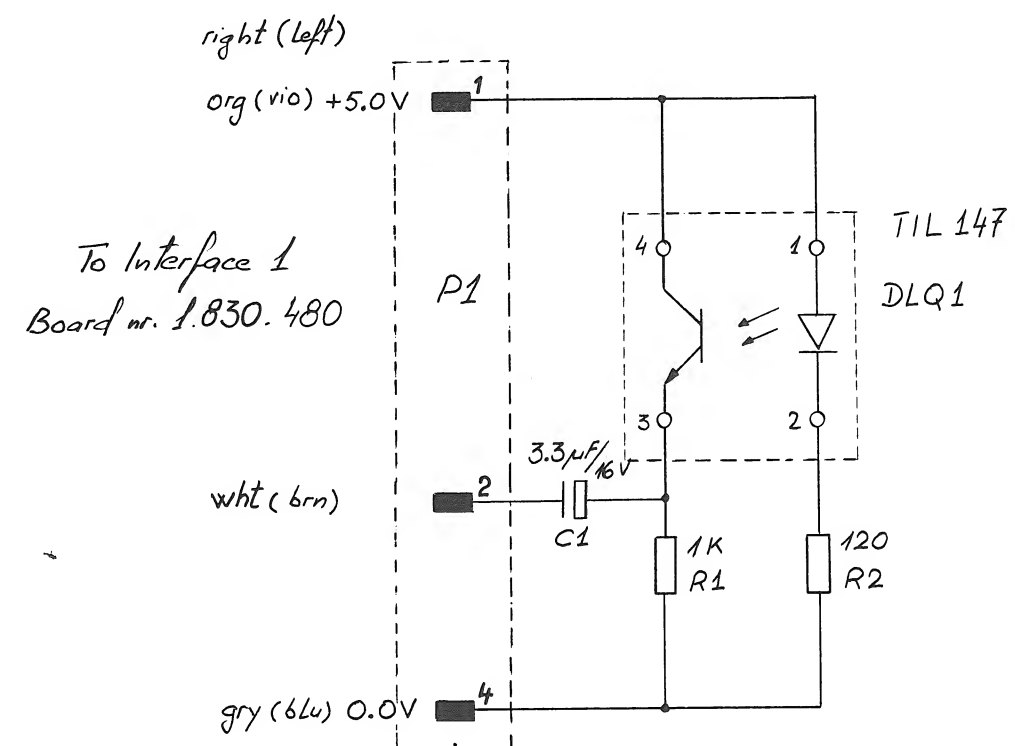 right (left)
org (vio) +5.0V
1
To Interface 1
Board nr. 1.830.480
P1
4
1
TIL 147
DLQ1
3
2
3.3µF/16V
wht (brn)
2
C1
1K
R1
120
R2
gry (blu) 0.0V
4